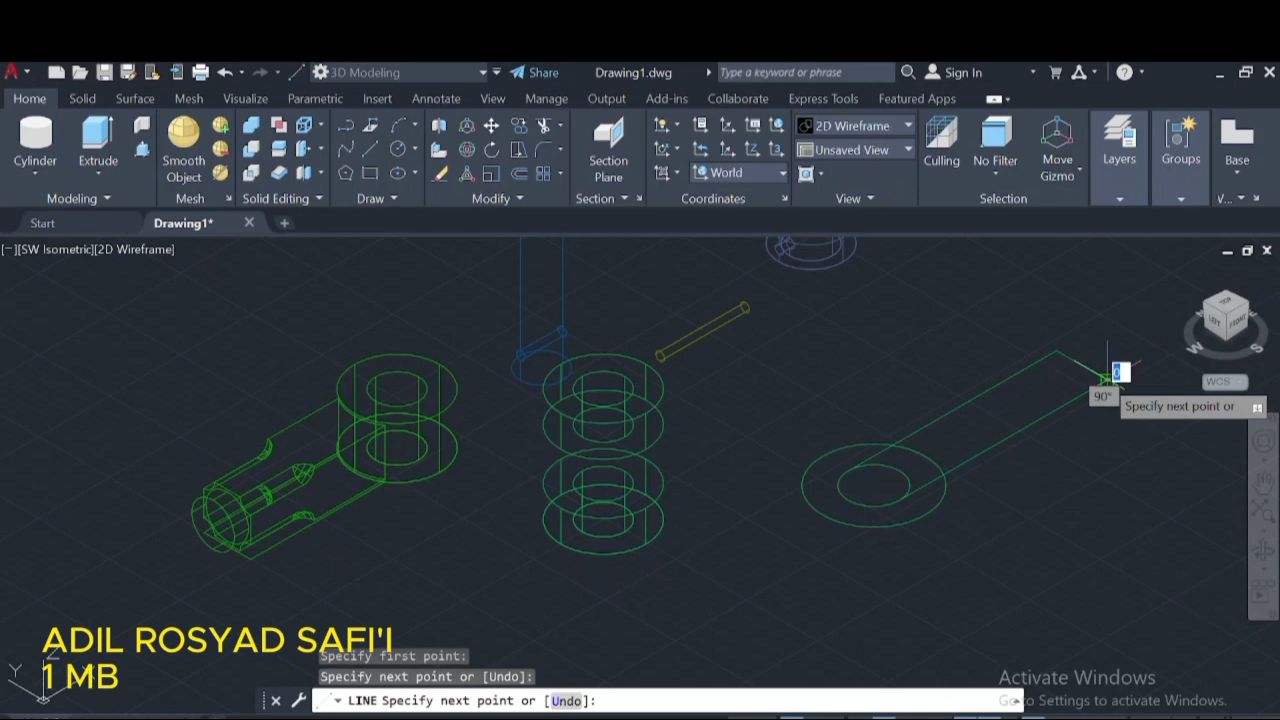 3D Modeling
Share
Drawing1.dwg
Type a keyword or phrase
Sign In
Home
Solid
Surface
Mesh
Visualize
Parametric
Insert
Annotate
View
Manage
Output
Add-ins
Collaborate
Express Tools
Featured Apps
Cylinder
Extrude
Smooth
Object
2D Wireframe
Unsaved View
World
Section
Plane
Culling
No Filter
Move
Gizmo
Layers
Groups
Base
Modeling
Mesh
Solid Editing
Draw
Modify
Section
Coordinates
View
Selection
V...
Start
Drawing1*
[−][SW Isometric][2D Wireframe]
TOP
LEFT
FRONT
W
S
WCS
0
90°
Specify next point or
ADIL ROSYAD SAFI'I
1 MB
Z
Y
X
Specify first point:
Specify next point or [Undo]:
LINE Specify next point or [Undo]:
Activate Windows
Go to Settings to activate Windows.